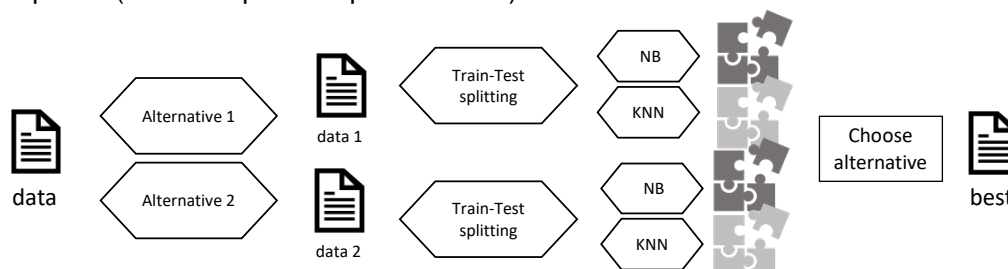 data
Alternative 1
Alternative 2
data 1
data 2
Train-Test
splitting
Train-Test
splitting
NB
KNN
NB
KNN
Choose
alternative
best